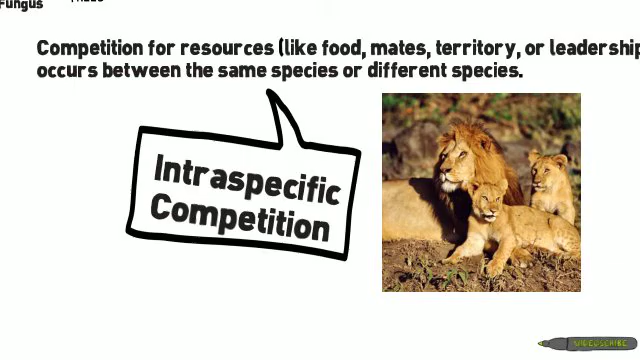 Fungus
Competition for resources (like food, mates, territory, or leadership
occurs between the same species or different species.
Intraspecific
Competition
VIDEOSCRIBE